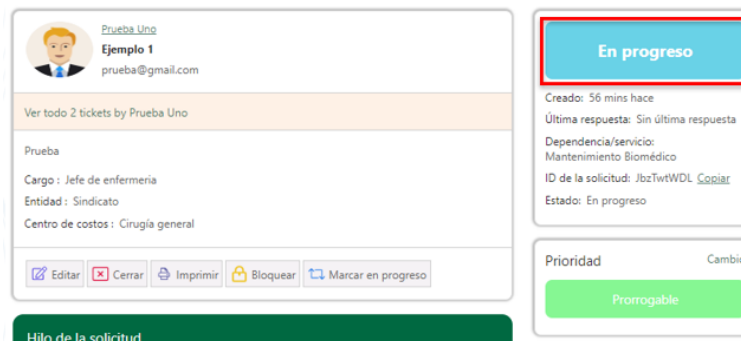 Prueba Uno
Ejemplo 1
prueba@gmail.com
Ver todo 2 tickets by Prueba Uno
Prueba
Cargo : Jefe de enfermeria
Entidad : Sindicato
Centro de costos : Cirugía general
Editar Cerrar Imprimir Bloquear Marcar en progreso
Hilo de la solicitud
En progreso
Creado: 56 mins hace
Última respuesta: Sin última respuesta
Dependencia/servicio:
Mantenimiento Biomédico
ID de la solicitud: JbzTwtWDL Copiar
Estado: En progreso
Prioridad
Prorrogable